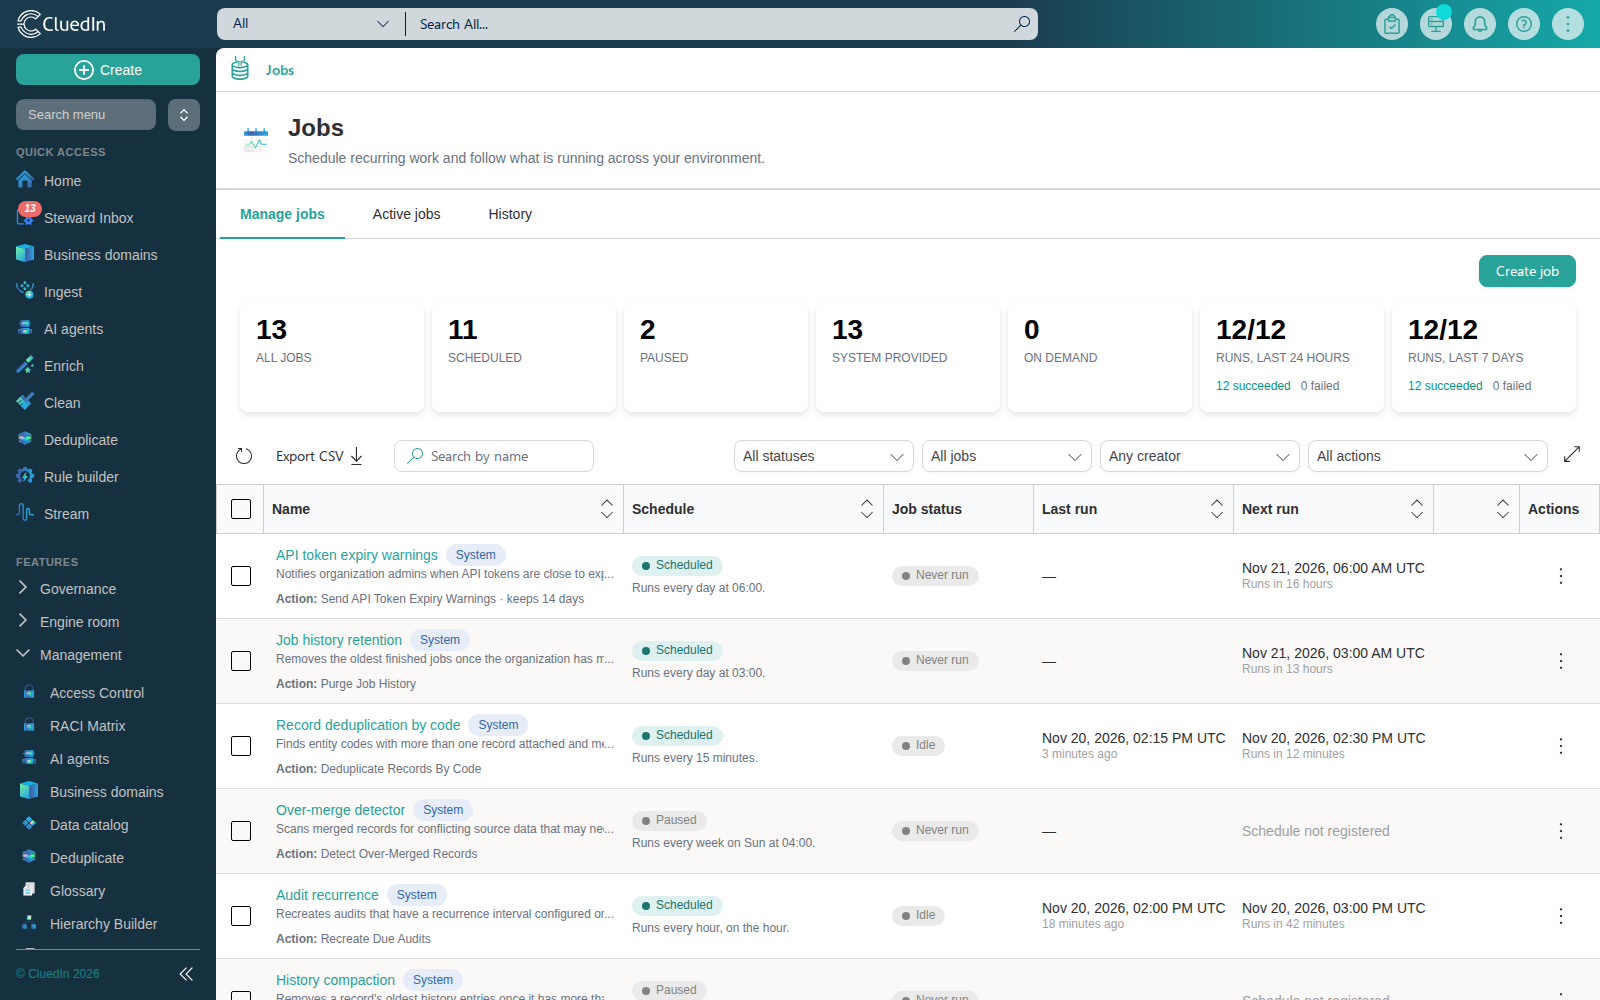 CluedIn
All
Search All...
Create
Search menu
QUICK ACCESS
Home
13
Steward Inbox
Business domains
Ingest
AI agents
Enrich
Clean
Deduplicate
Rule builder
Stream
FEATURES
Governance
Engine room
Management
Access Control
RACI Matrix
AI agents
Business domains
Data catalog
Deduplicate
Glossary
Hierarchy Builder
© CluedIn 2026
Jobs
Jobs
Schedule recurring work and follow what is running across your environment.
Manage jobs
Active jobs
History
Create job
13
ALL JOBS
11
SCHEDULED
2
PAUSED
13
SYSTEM PROVIDED
0
ON DEMAND
12/12
RUNS, LAST 24 HOURS
12 succeeded 0 failed
12/12
RUNS, LAST 7 DAYS
12 succeeded 0 failed
Export CSV
Search by name
All statuses
All jobs
Any creator
All actions
Name Schedule Job status Last run Next run Actions
API token expiry warnings System
Notifies organization admins when API tokens are close to exp...
Action: Send API Token Expiry Warnings · keeps 14 days
Scheduled
Runs every day at 06:00.
Never run
—
Nov 21, 2026, 06:00 AM UTC
Runs in 16 hours
Job history retention System
Removes the oldest finished jobs once the organization has m...
Action: Purge Job History
Scheduled
Runs every day at 03:00.
Never run
—
Nov 21, 2026, 03:00 AM UTC
Runs in 13 hours
Record deduplication by code System
Finds entity codes with more than one record attached and me...
Action: Deduplicate Records By Code
Scheduled
Runs every 15 minutes.
Idle
Nov 20, 2026, 02:15 PM UTC
3 minutes ago
Nov 20, 2026, 02:30 PM UTC
Runs in 12 minutes
Over-merge detector System
Scans merged records for conflicting source data that may ne...
Action: Detect Over-Merged Records
Paused
Runs every week on Sun at 04:00.
Never run
—
Schedule not registered
Audit recurrence System
Recreates audits that have a recurrence interval configured or...
Action: Recreate Due Audits
Scheduled
Runs every hour, on the hour.
Idle
Nov 20, 2026, 02:00 PM UTC
18 minutes ago
Nov 20, 2026, 03:00 PM UTC
Runs in 42 minutes
History compaction System
Removes a record's oldest history entries once it has more tha
Paused
Never run
Schedule not registered